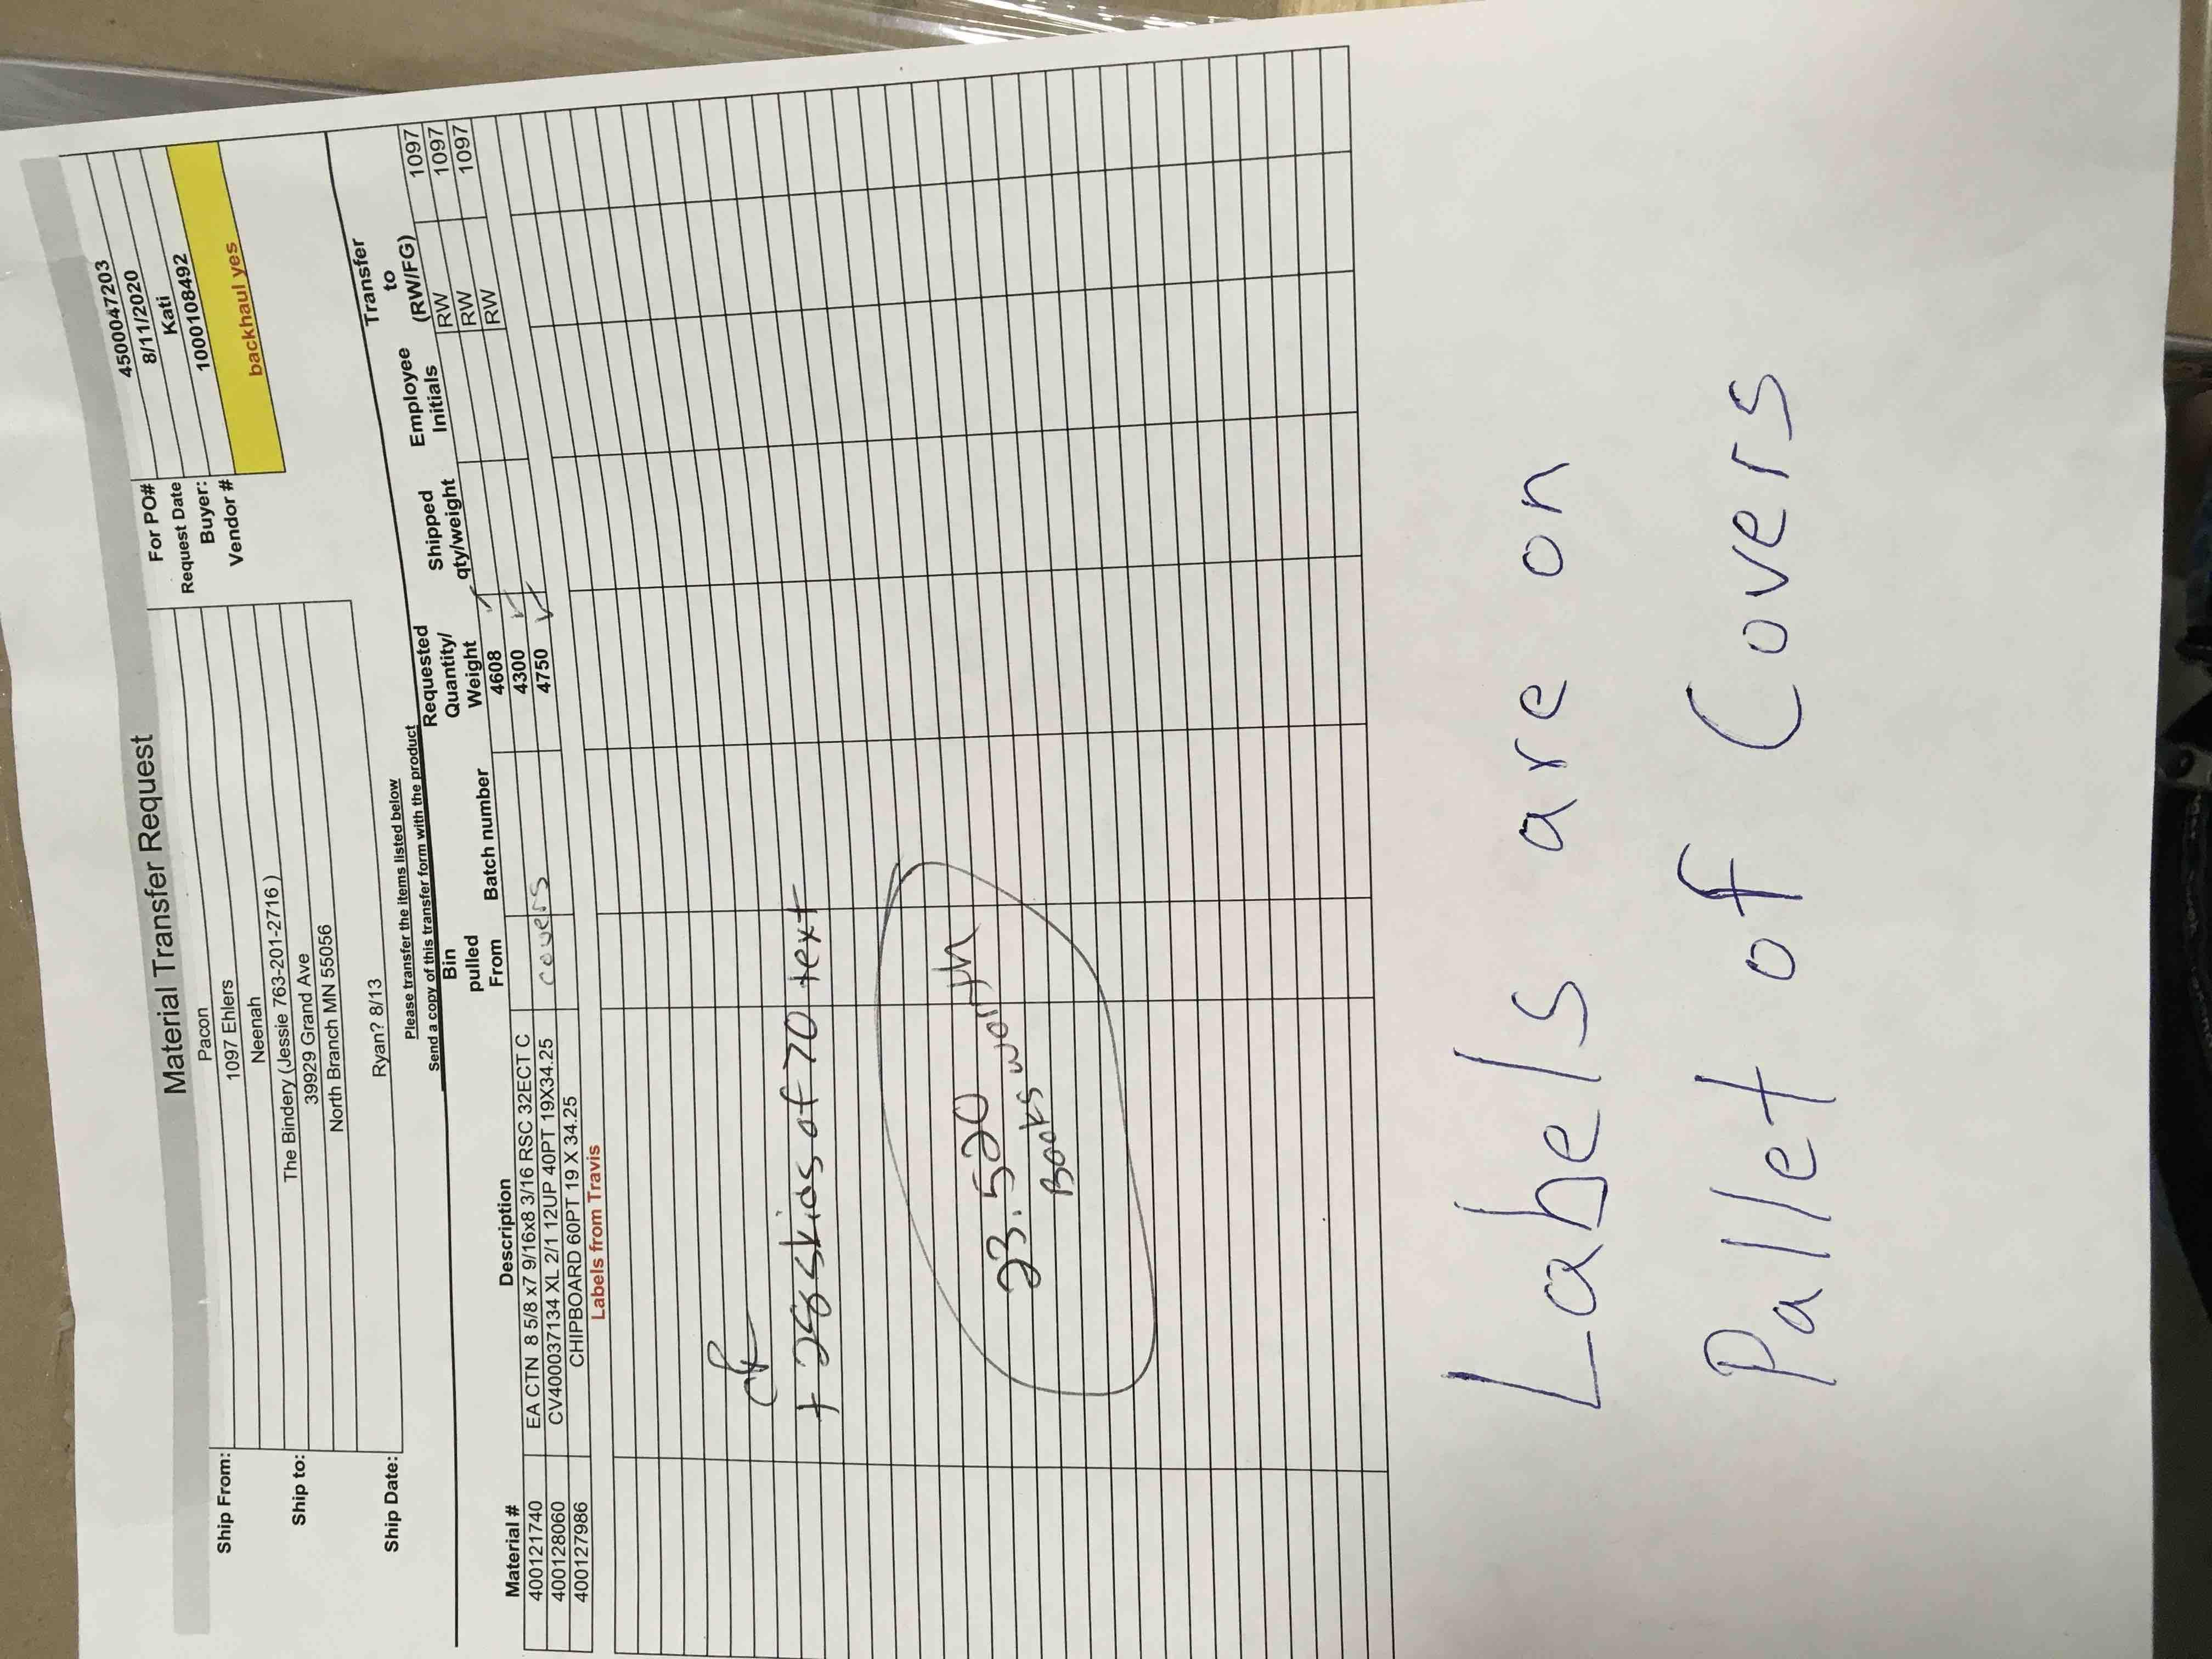 Material Transfer Request
Ship From: Pacon For PO# 4500047203
1097 Ehlers Request Date 8/11/2020
Neenah Buyer: Kati
Ship to: The Bindery (Jessie 763-201-2716 ) Vendor # 1000108492
39929 Grand Ave
North Branch MN 55056 backhaul yes
Ship Date: Ryan? 8/13
Please transfer the items listed below
Send a copy of this transfer form with the product
Material # Description Bin pulled From Batch number Requested Quantity/ Weight Shipped qty/weight Employee Initials Transfer to (RW/FG)
400121740 EA CTN 8 5/8 x7 9/16x8 3/16 RSC 32ECT C 4608 RW 1097
400128060 CV400037134 XL 2/1 12UP 40PT 19X34.25 covers 4300 RW 1097
400127986 CHIPBOARD 60PT 19 X 34.25 4750 RW 1097
Labels from Travis
skids of 70 text
23.520
Books worth
Labels are on
Pallet of Covers